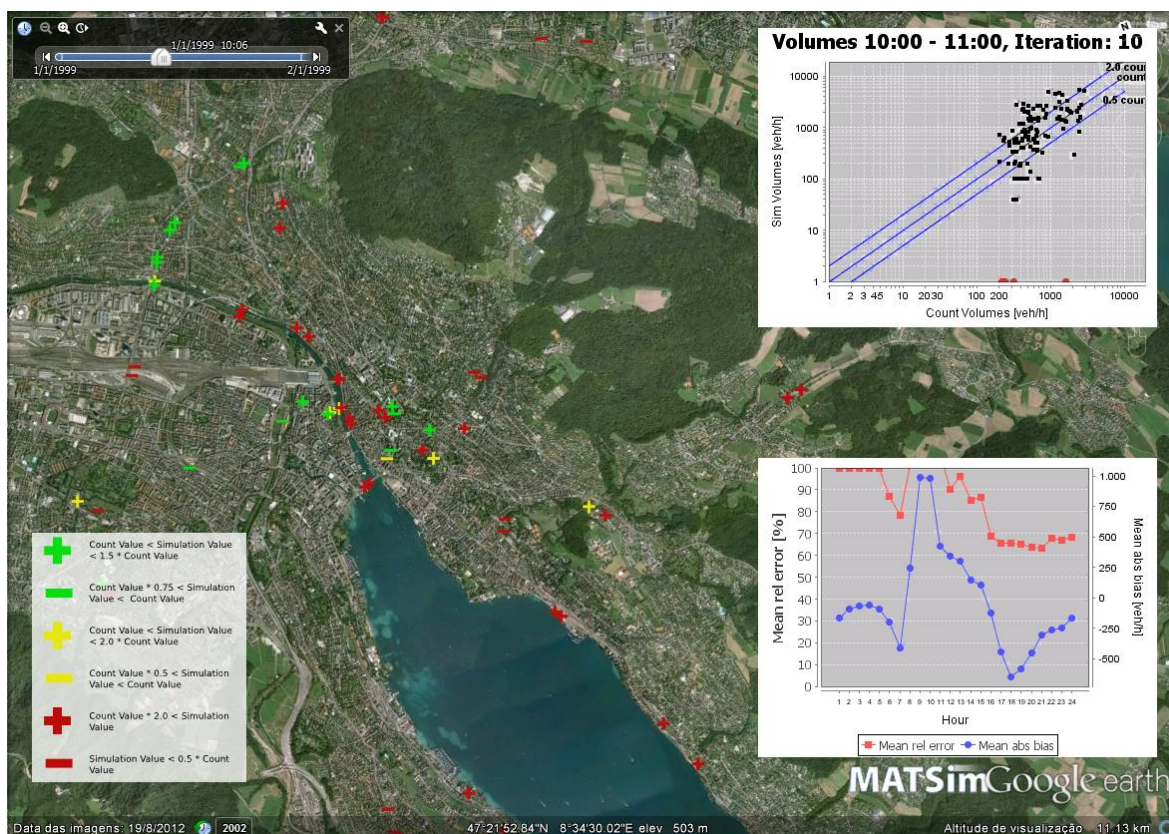 1/1/1999 10:06
1/1/1999
2/1/1999
N
Volumes 10:00 - 11:00, Iteration: 10
2.0 coun
count
0.5 coun
Sim Volumes [veh/h]
10000
1000
100
10
1
1 2 3 45 10 20 30 100 200 1000 10000
Count Volumes [veh/h]
Count Value < Simulation Value
< 1.5 * Count Value
Count Value * 0.75 < Simulation
Value < Count Value
Count Value < Simulation Value
< 2.0 * Count Value
Count Value * 0.5 < Simulation
Value < Count Value
Count Value * 2.0 < Simulation
Value
Simulation Value < 0.5 * Count
Value
Mean rel error [%]
100
90
80
70
60
50
40
30
20
10
0
1.000
750
500
250
0
-250
-500
Mean abs bias
[veh/h]
1 2 3 4 5 6 7 8 9 10 11 12 13 14 15 16 17 18 19 20 21 22 23 24
Hour
Mean rel error Mean abs bias
MATSim Google earth
Data das imagens: 19/8/2012 2002 47°21'52.84"N 8°34'30.02"E elev 503 m Altitude de visualização 11.13 km